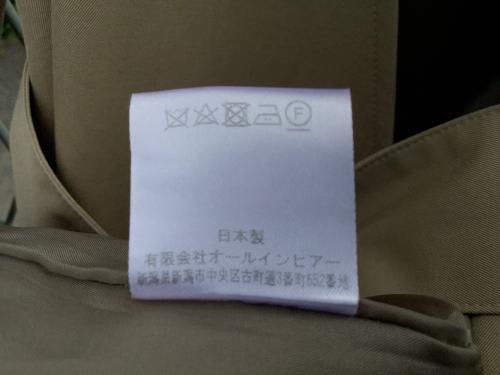 F
日本製
有限会社オールインヒアー
新潟県新潟市中央区古町通3番町652番地